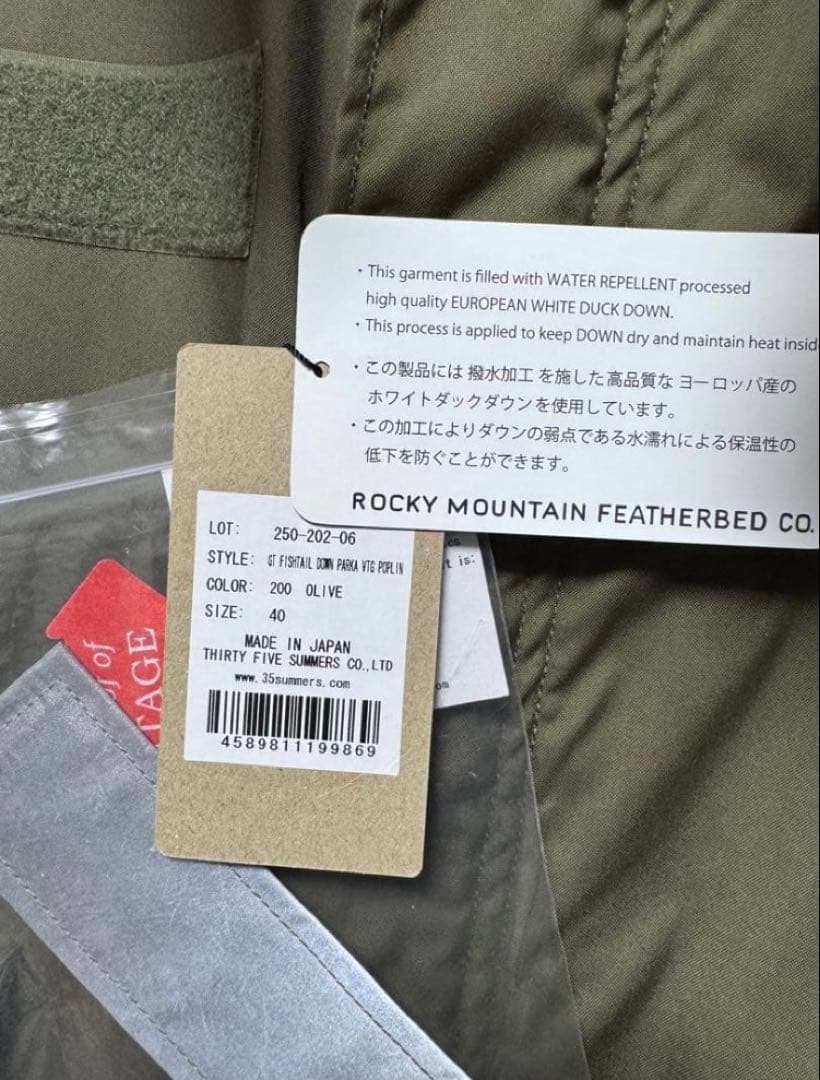 ・This garment is filled with WATER REPELLENT processed
high quality EUROPEAN WHITE DUCK DOWN.
・This process is applied to keep DOWN dry and maintain heat insid
・この製品には 撥水加工 を施した 高品質な ヨーロッパ産の
ホワイトダックダウンを使用しています。
・この加工によりダウンの弱点である水濡れによる保温性の
低下を防ぐことができます。
ROCKY MOUNTAIN FEATHERBED CO.
LOT: 250-202-06
STYLE: GT FISHTAIL DOWN PARKA VTG POPLIN
COLOR: 200 OLIVE
SIZE: 40
MADE IN JAPAN
THIRTY FIVE SUMMERS CO.,LTD
www.35summers.com
4589811199869
t is:
of
TAGE